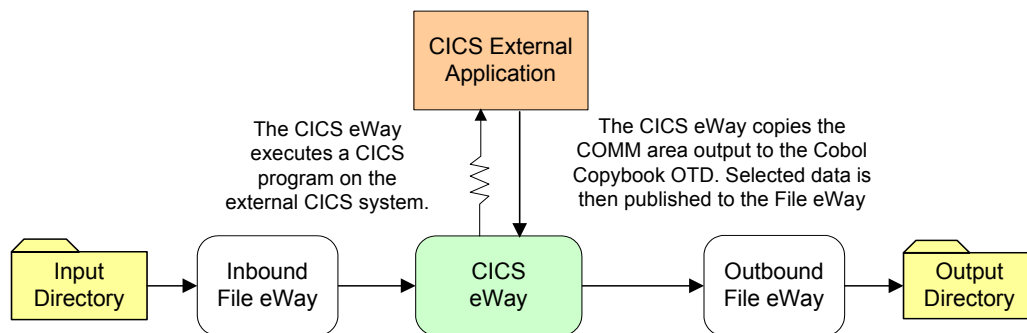 CICS External
Application
The CICS eWay
executes a CICS
program on the
external CICS system.
The CICS eWay copies the
COMM area output to the Cobol
Copybook OTD. Selected data is
then published to the File eWay
Input
Directory
Inbound
File eWay
CICS
eWay
Outbound
File eWay
Output
Directory